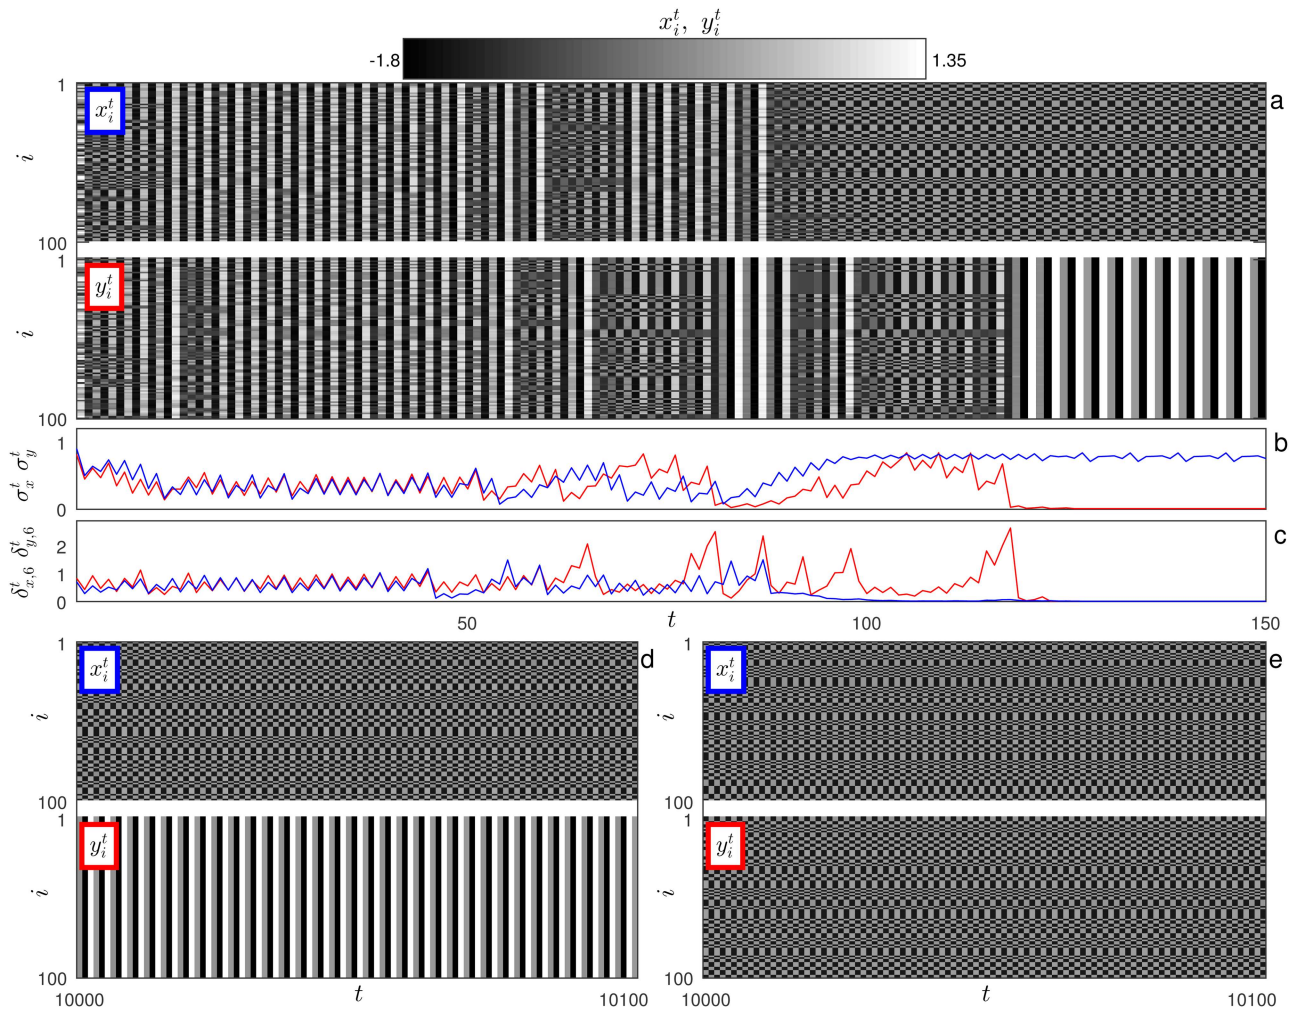 x_i^t, y_i^t
-1.8 1.35
1 a
x_i^t
i
100
1
y_i^t
i
100
1 b
σ_x^t σ_y^t
0
2 c
1
δ_{x,6}^t δ_{y,6}^t
0
50 t 100 150
1 d 1 e
x_i^t x_i^t
i i
100 100
1 1
y_i^t y_i^t
i i
100 100
10000 t 10100 10000 t 10100